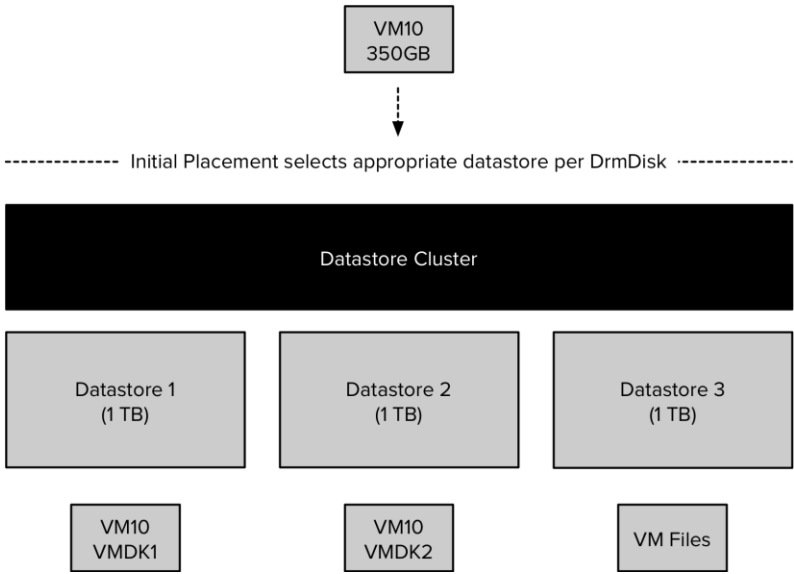 VM10
350GB
Initial Placement selects appropriate datastore per DrmDisk
Datastore Cluster
Datastore 1
(1 TB)
Datastore 2
(1 TB)
Datastore 3
(1 TB)
VM10
VMDK1
VM10
VMDK2
VM Files